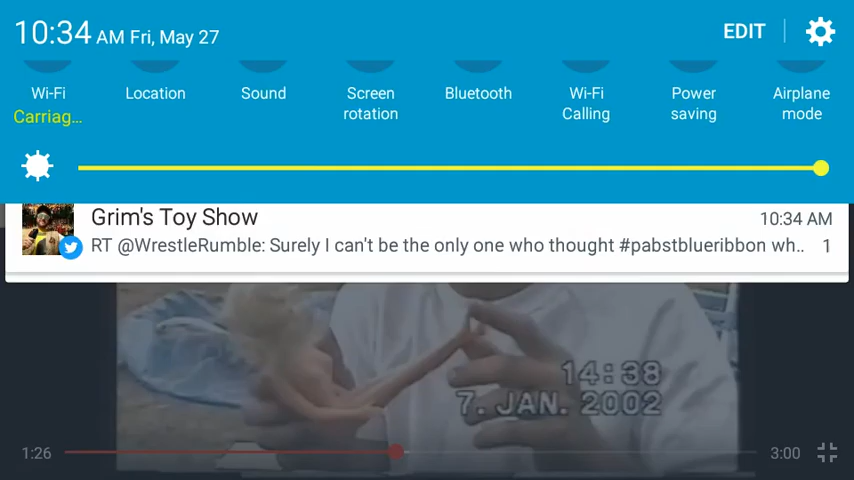 10:34 AM Fri, May 27 EDIT
Wi-Fi Location Sound Screen rotation Bluetooth Wi-Fi Calling Power saving Airplane mode
Carriag...
Grim's Toy Show 10:34 AM
RT @WrestleRumble: Surely I can't be the only one who thought #pabstblueribbon wh.. 1
14:38
7. JAN. 2002
1:26 3:00